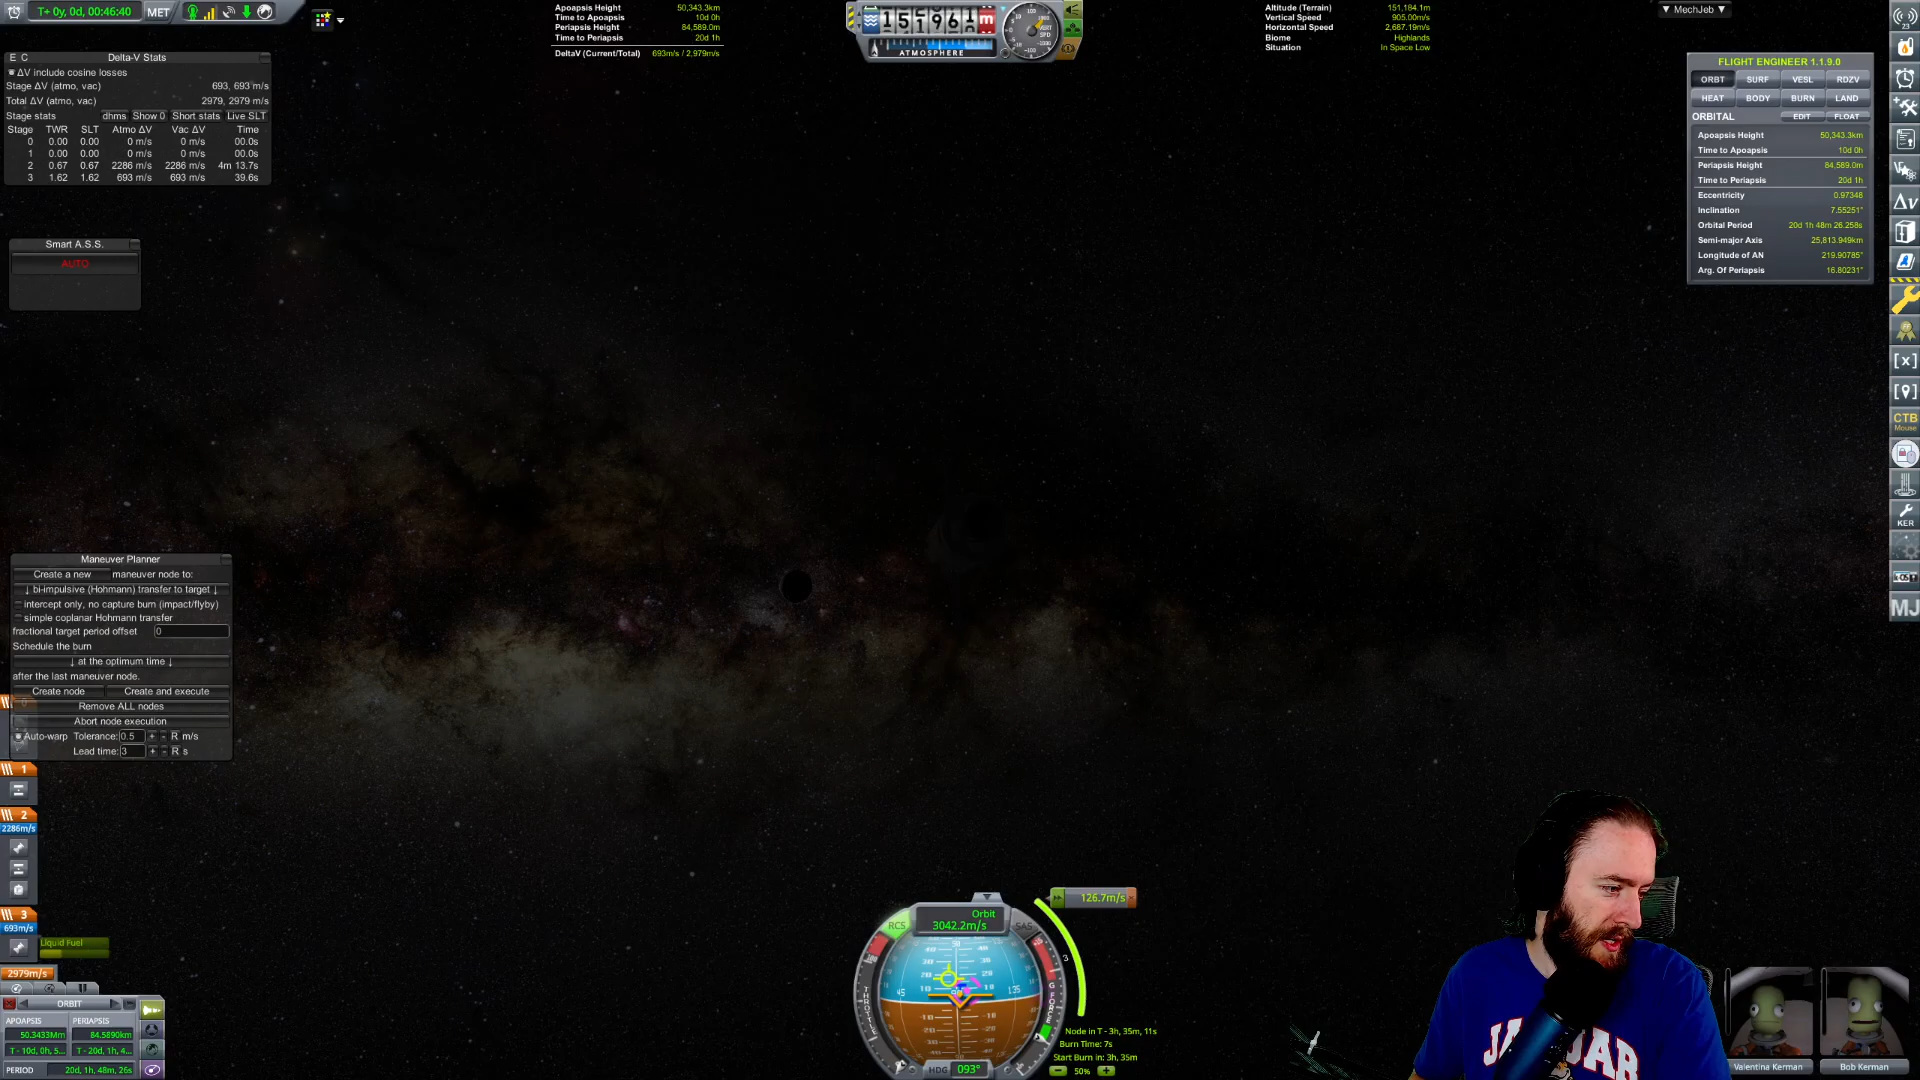 T+ 0y, 0d, 00:46:40 MET
Apoapsis Height 50,343.3km
Time to Apoapsis 10d 0h
Periapsis Height 84,589.0m
Time to Periapsis 20d 1h
DeltaV (Current/Total) 693m/s / 2,979m/s
151961 m
ATMOSPHERE
Altitude (Terrain) 151,184.1m
Vertical Speed 905.00m/s
Horizontal Speed 2,687.19m/s
Biome Highlands
Situation In Space Low
▼ MechJeb ▼
E C Delta-V Stats
ΔV include cosine losses
Stage ΔV (atmo, vac) 693, 693 m/s
Total ΔV (atmo, vac) 2979, 2979 m/s
Stage stats dhms Show 0 Short stats Live SLT
Stage TWR SLT Atmo ΔV Vac ΔV Time
0 0.00 0.00 0 m/s 0 m/s 00.0s
1 0.00 0.00 0 m/s 0 m/s 00.0s
2 0.67 0.67 2286 m/s 2286 m/s 4m 13.7s
3 1.62 1.62 693 m/s 693 m/s 39.6s
Smart A.S.S.
AUTO
FLIGHT ENGINEER 1.1.9.0
ORBT SURF VESL RDZV
HEAT BODY BURN LAND
ORBITAL EDIT FLOAT
Apoapsis Height 50,343.3km
Time to Apoapsis 10d 0h
Periapsis Height 84,589.0m
Time to Periapsis 20d 1h
Eccentricity 0.97348
Inclination 7.55251°
Orbital Period 20d 1h 48m 26.258s
Semi-major Axis 25,813.949km
Longitude of AN 219.90785°
Arg. Of Periapsis 16.80231°
Δv
[x]
CTB
Mouse
KER
MJ
Maneuver Planner
Create a new maneuver node to:
↓ bi-impulsive (Hohmann) transfer to target ↓
intercept only, no capture burn (impact/flyby)
simple coplanar Hohmann transfer
fractional target period offset 0
Schedule the burn
↓ at the optimum time ↓
after the last maneuver node.
Create node Create and execute
Remove ALL nodes
Abort node execution
Auto-warp Tolerance: 0.5 + - R m/s
Lead time: 3 + - R s
1
2
2286m/s
3
693m/s
Liquid Fuel
2979m/s
ORBIT
APOAPSIS PERIAPSIS
50.3433Mm 84.5890km
T - 10d, 0h, 5... T - 20d, 1h, 4...
PERIOD 20d, 1h, 48m, 26s
126.7m/s
RCS Orbit SAS
3042.2m/s
THROTTLE
G FORCE
45 135
HDG 093°
Node in T - 3h, 35m, 11s
Burn Time: 7s
Start Burn in: 3h, 35m
50%
JAGUAR
Valentina Kerman
Bob Kerman